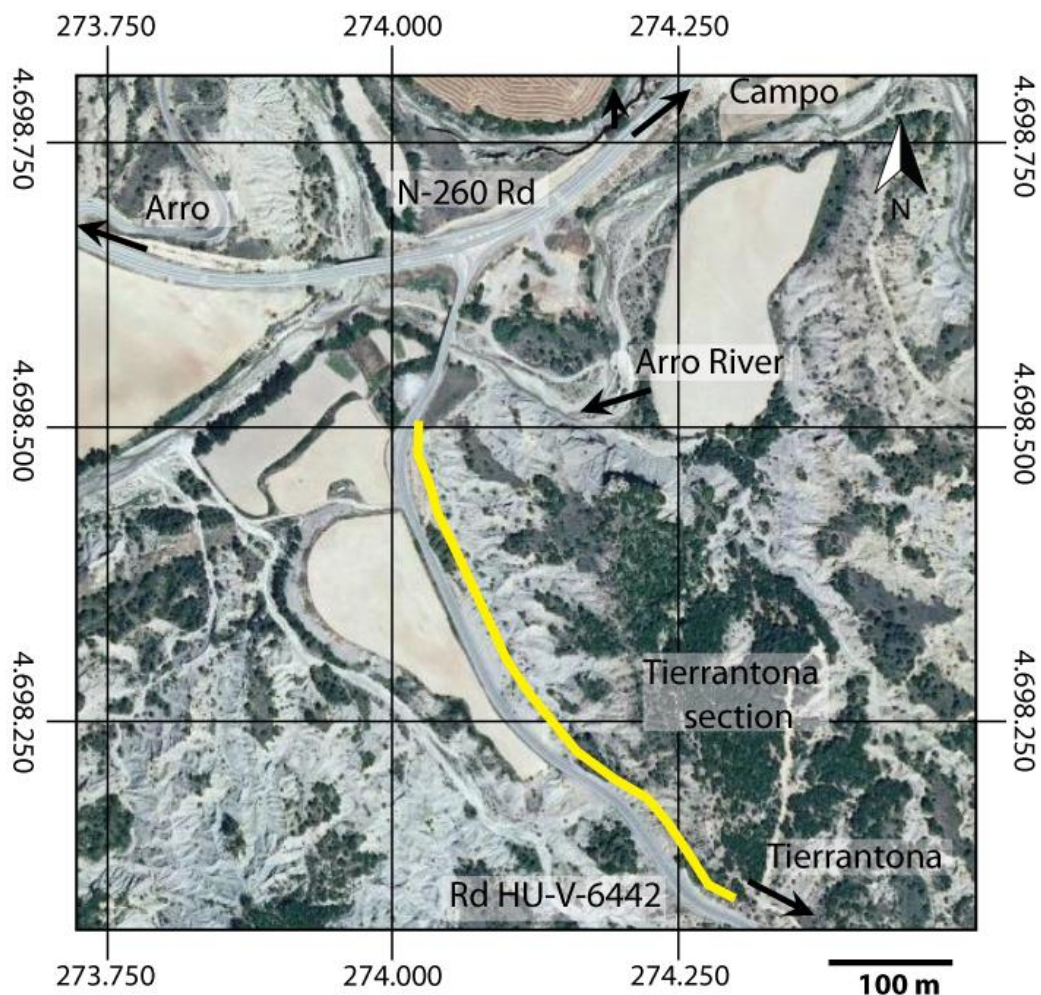 273.750 274.000 274.250
4.698.750
4.698.750
Campo
N-260 Rd
Arro
N
Arro River
4.698.500
4.698.500
Tierrantona
section
4.698.250
4.698.250
Tierrantona
Rd HU-V-6442
273.750 274.000 274.250
100 m